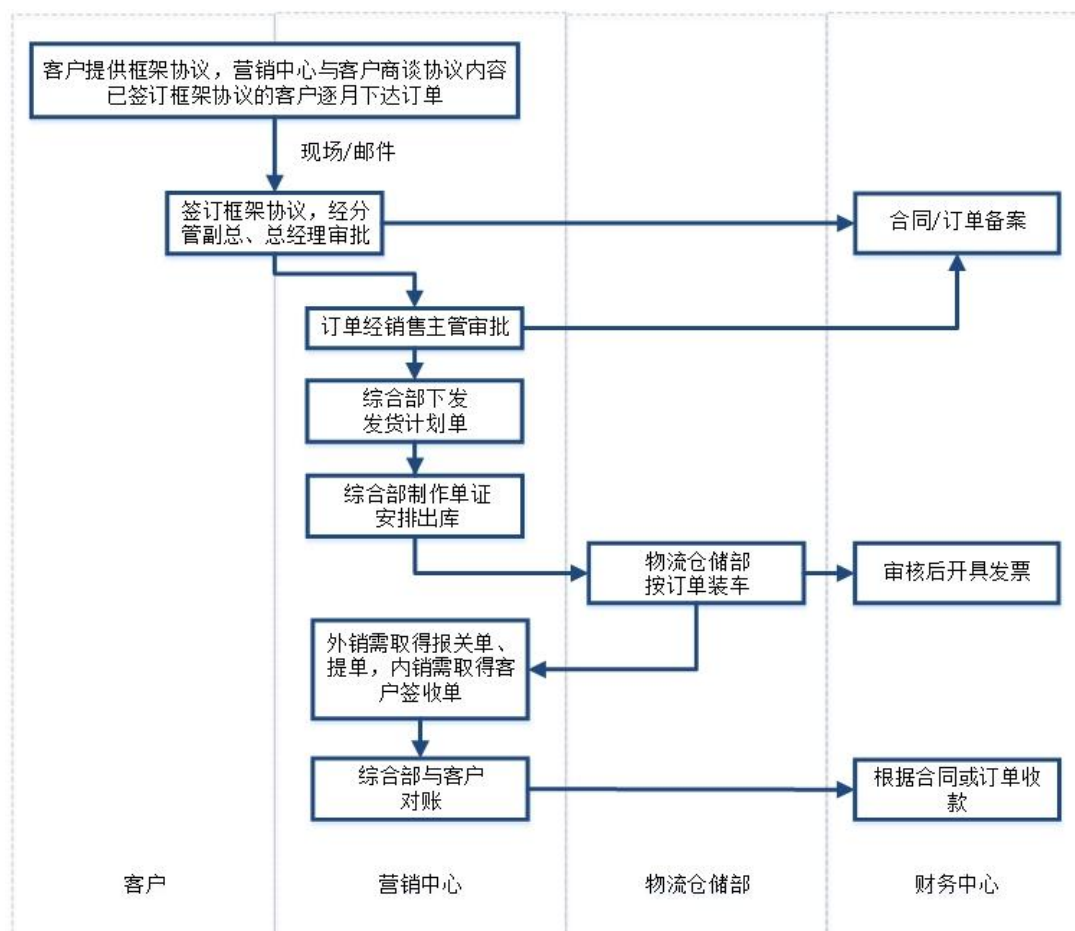 客户提供框架协议，营销中心与客户商谈协议内容
已签订框架协议的客户逐月下达订单
现场/邮件
签订框架协议，经分
管副总、总经理审批
合同/订单备案
订单经销售主管审批
综合部下发
发货计划单
综合部制作单证
安排出库
物流仓储部
按订单装车
审核后开具发票
外销需取得报关单、
提单，内销需取得客
户签收单
综合部与客户
对账
根据合同或订单收
款
客户
营销中心
物流仓储部
财务中心